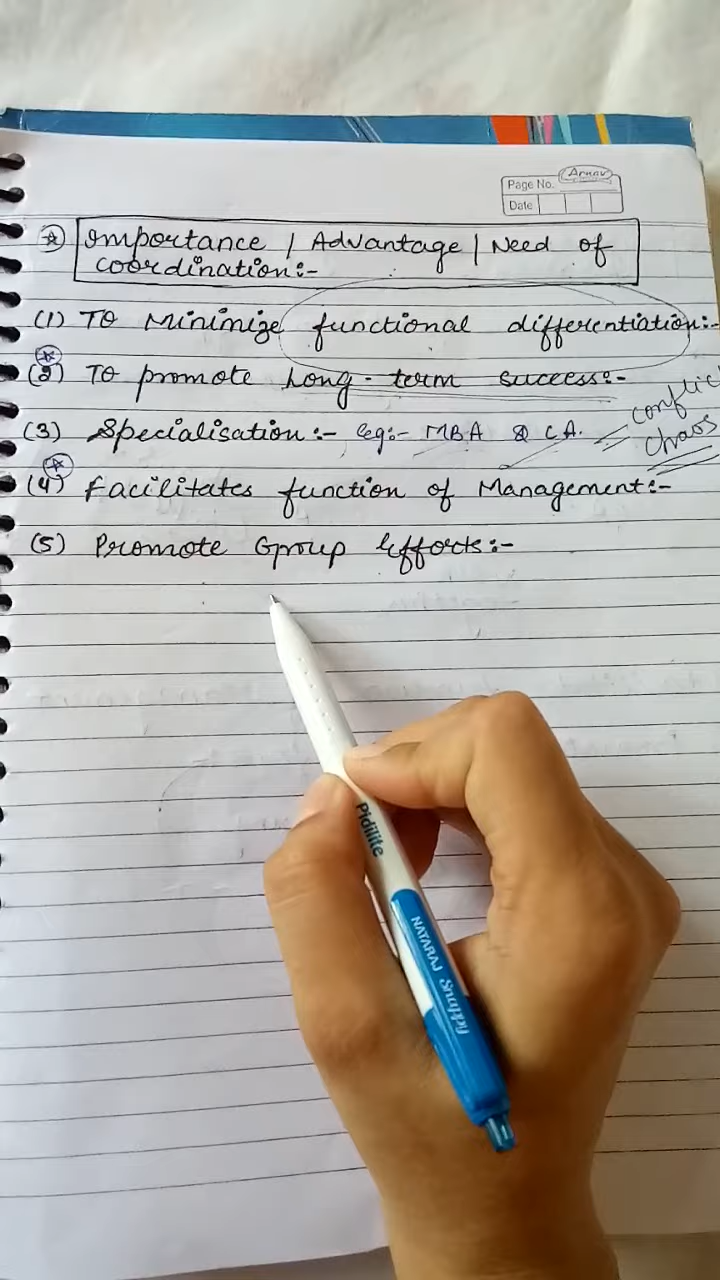 Page No.
Arnav
Date
Importance / Advantage / Need of
coordination:-
(1) To Minimize functional differentiation:-
(2) To promote Long-term success:-
(3) Specialisation:- eg:- MBA & CA.
conflict
chaos
(4) Facilitates function of Management:-
(5) Promote Group Efforts:-
Pidilite
NATARAJ Snappy